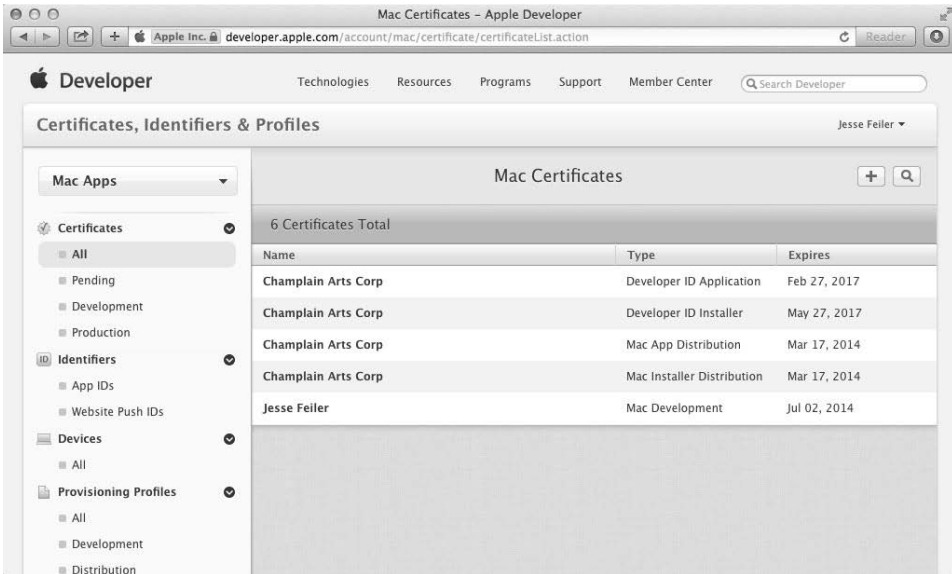 Mac Certificates – Apple Developer
Apple Inc. developer.apple.com/account/mac/certificate/certificateList.action Reader
Developer Technologies Resources Programs Support Member Center Search Developer
Certificates, Identifiers & Profiles Jesse Feiler
Mac Apps
Certificates
All
Pending
Development
Production
ID Identifiers
App IDs
Website Push IDs
Devices
All
Provisioning Profiles
All
Development
Distribution
Mac Certificates
6 Certificates Total
Name Type Expires
Champlain Arts Corp Developer ID Application Feb 27, 2017
Champlain Arts Corp Developer ID Installer May 27, 2017
Champlain Arts Corp Mac App Distribution Mar 17, 2014
Champlain Arts Corp Mac Installer Distribution Mar 17, 2014
Jesse Feiler Mac Development Jul 02, 2014